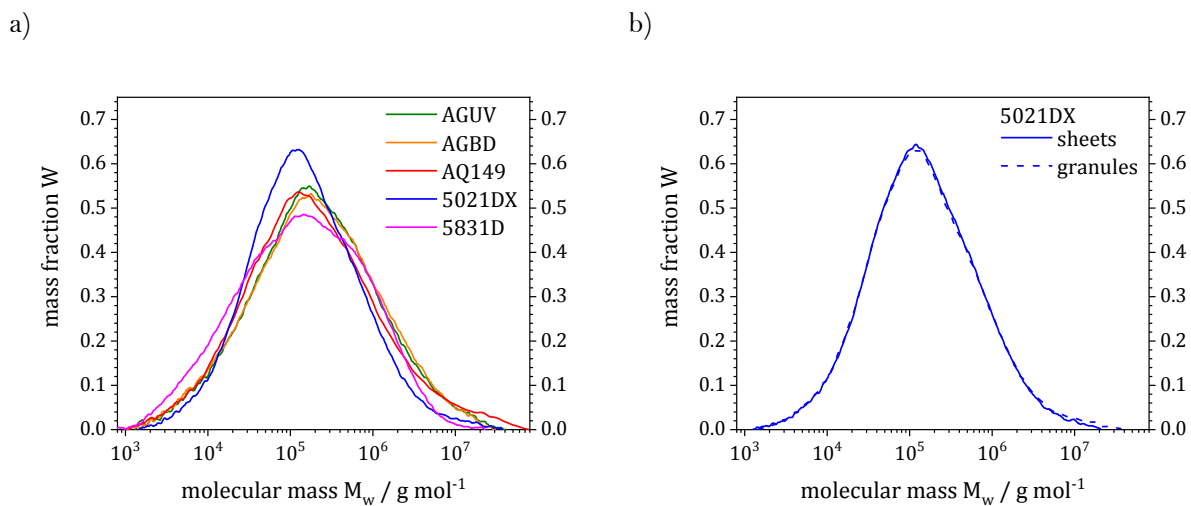 a)
b)
0.7
0.6
0.5
0.4
0.3
0.2
0.1
0.0
mass fraction W
AGUV
AGBD
AQ149
5021DX
5831D
0.7
0.6
0.5
0.4
0.3
0.2
0.1
0.0
10³ 10⁴ 10⁵ 10⁶ 10⁷
molecular mass M_w / g mol⁻¹
0.7
0.6
0.5
0.4
0.3
0.2
0.1
0.0
mass fraction W
5021DX
sheets
granules
0.7
0.6
0.5
0.4
0.3
0.2
0.1
0.0
10³ 10⁴ 10⁵ 10⁶ 10⁷
molecular mass M_w / g mol⁻¹